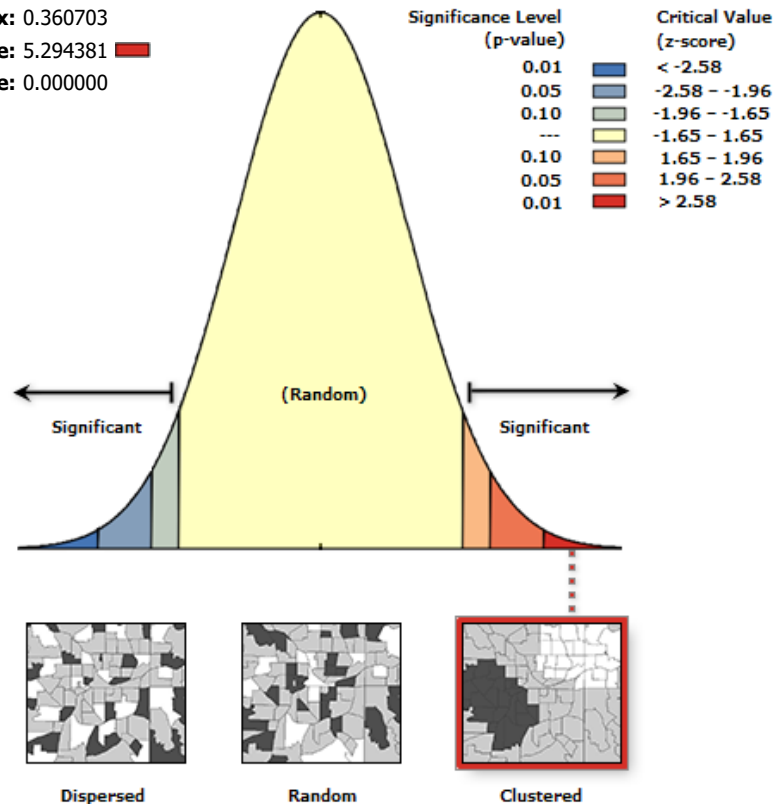 x: 0.360703
e: 5.294381
e: 0.000000
Significance Level
(p-value)
Critical Value
(z-score)
0.01 < -2.58
0.05 -2.58 – -1.96
0.10 -1.96 – -1.65
--- -1.65 – 1.65
0.10 1.65 – 1.96
0.05 1.96 – 2.58
0.01 > 2.58
(Random)
Significant
Significant
Dispersed
Random
Clustered